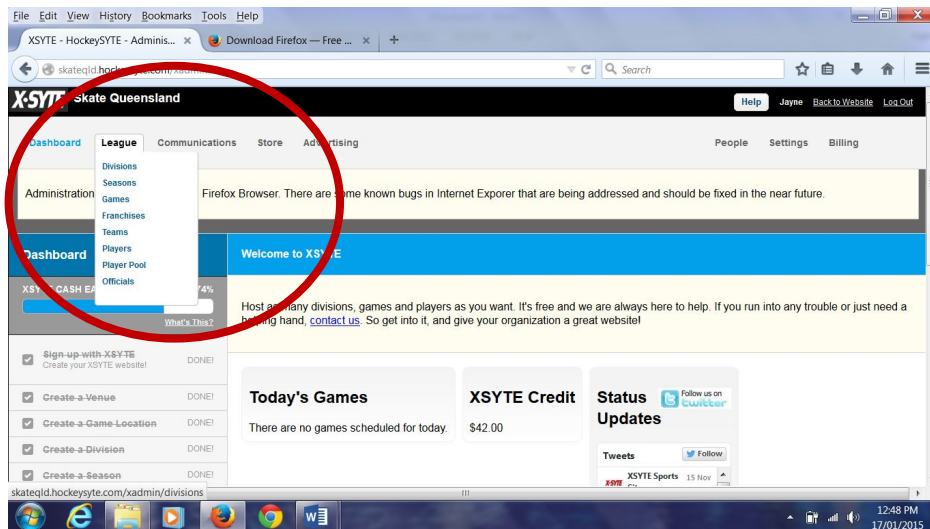 File Edit View History Bookmarks Tools Help
XSYTE - HockeySYTE - Adminis... × Download Firefox — Free ... × +
skateqld.hockeysyte.com/xadmin Search
X-SYTE Skate Queensland Help Jayne Back to Website Log Out
Dashboard League Communications Store Advertising People Settings Billing
Divisions
Seasons
Games
Franchises
Teams
Players
Player Pool
Officials
Administration Firefox Browser. There are some known bugs in Internet Exporer that are being addressed and should be fixed in the near future.
Dashboard Welcome to XSYTE
XSYTE CASH EA 74%
What's This?
Host as many divisions, games and players as you want. It's free and we are always here to help. If you run into any trouble or just need a
helping hand, contact us. So get into it, and give your organization a great website!
Sign up with XSYTE DONE!
Create your XSYTE website!
Create a Venue DONE!
Create a Game Location DONE!
Create a Division DONE!
Create a Season DONE!
Today's Games
There are no games scheduled for today.
XSYTE Credit
$42.00
Status
Updates
Follow us on
twitter
Tweets Follow
XSYTE Sports 15 Nov
skateqld.hockeysyte.com/xadmin/divisions
12:48 PM
17/01/2015